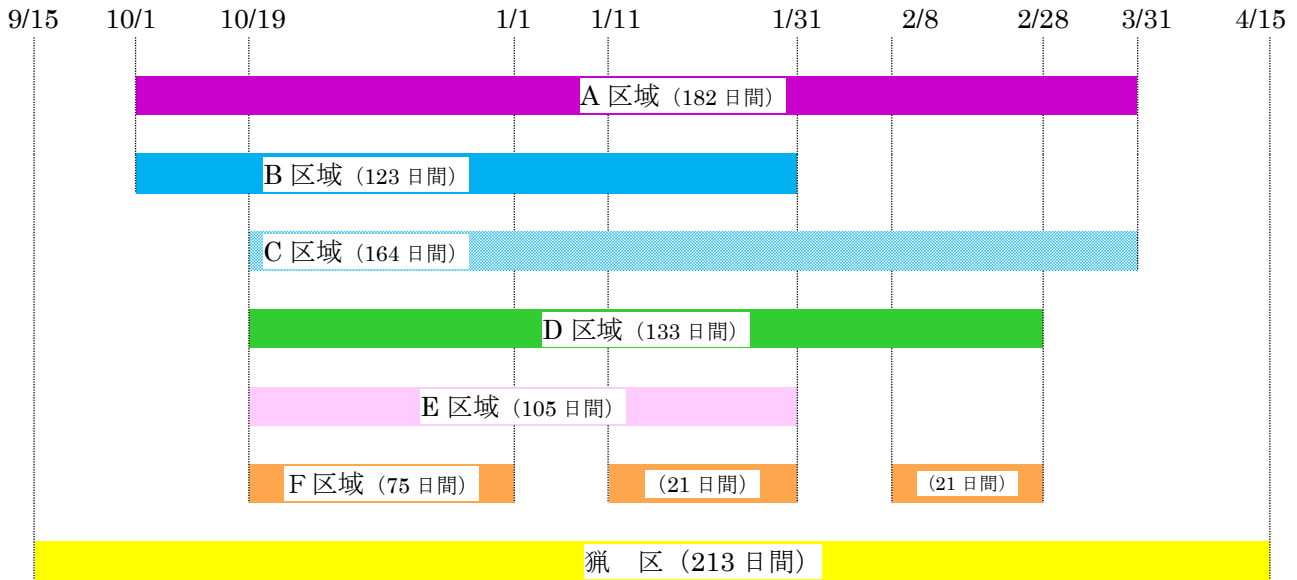 9/15 10/1 10/19 1/1 1/11 1/31 2/8 2/28 3/31 4/15
A 区域（182 日間）
B 区域（123 日間）
C 区域（164 日間）
D 区域（133 日間）
E 区域（105 日間）
F 区域（75 日間） （21 日間） （21 日間）
猟　区（213 日間）